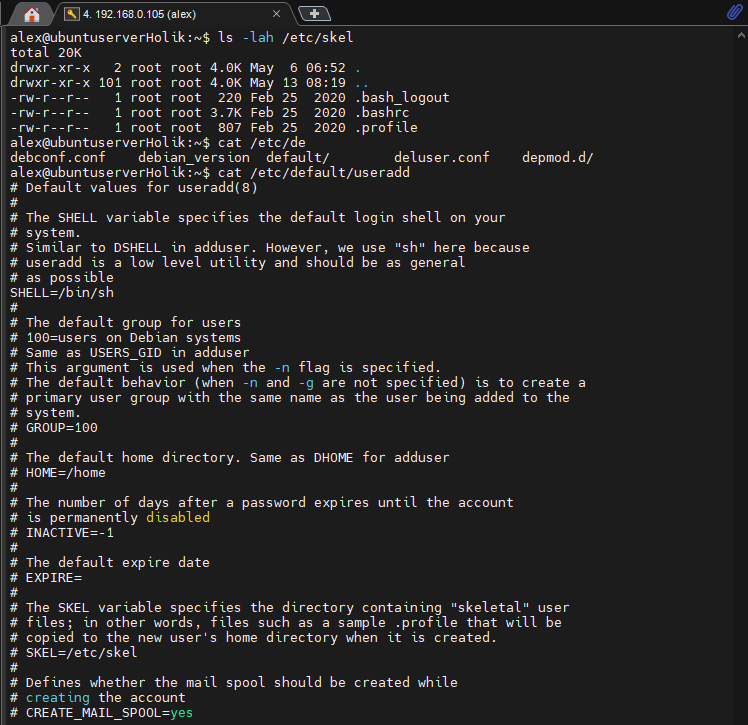 4. 192.168.0.105 (alex)
alex@ubuntuserverHolik:~$ ls -lah /etc/skel
total 20K
drwxr-xr-x   2 root root 4.0K May  6 06:52 .
drwxr-xr-x 101 root root 4.0K May 13 08:19 ..
-rw-r--r--   1 root root  220 Feb 25  2020 .bash_logout
-rw-r--r--   1 root root 3.7K Feb 25  2020 .bashrc
-rw-r--r--   1 root root  807 Feb 25  2020 .profile
alex@ubuntuserverHolik:~$ cat /etc/de
debconf.conf    debian_version  default/        deluser.conf    depmod.d/
alex@ubuntuserverHolik:~$ cat /etc/default/useradd
# Default values for useradd(8)
#
# The SHELL variable specifies the default login shell on your
# system.
# Similar to DSHELL in adduser. However, we use "sh" here because
# useradd is a low level utility and should be as general
# as possible
SHELL=/bin/sh
#
# The default group for users
# 100=users on Debian systems
# Same as USERS_GID in adduser
# This argument is used when the -n flag is specified.
# The default behavior (when -n and -g are not specified) is to create a
# primary user group with the same name as the user being added to the
# system.
# GROUP=100
#
# The default home directory. Same as DHOME for adduser
# HOME=/home
#
# The number of days after a password expires until the account
# is permanently disabled
# INACTIVE=-1
#
# The default expire date
# EXPIRE=
#
# The SKEL variable specifies the directory containing "skeletal" user
# files; in other words, files such as a sample .profile that will be
# copied to the new user's home directory when it is created.
# SKEL=/etc/skel
#
# Defines whether the mail spool should be created while
# creating the account
# CREATE_MAIL_SPOOL=yes